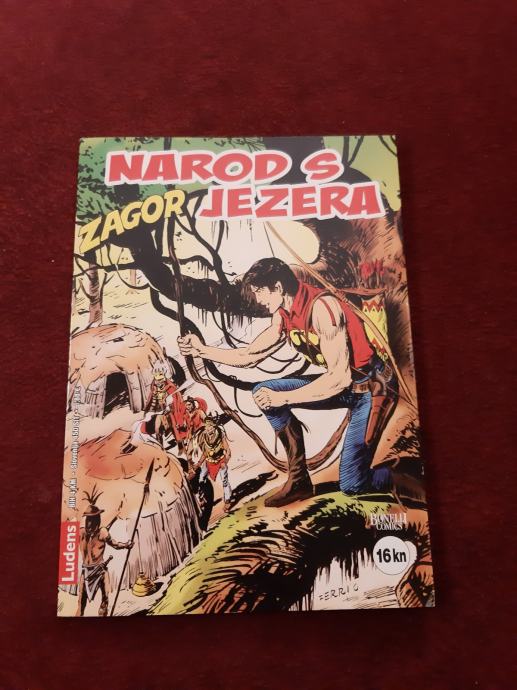 NAROD S
JEZERA
ZAGOR
BONELLI
COMICS
16 kn
FERRI
Ludens